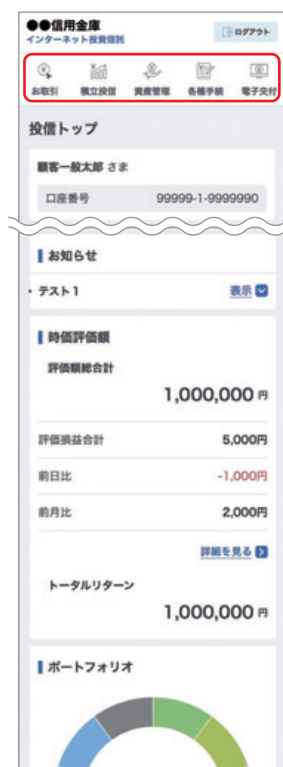 ●●信用金庫
インターネット投資信託
ログアウト
お取引 積立投信 資産管理 各種手続 電子交付
投信トップ
顧客一般太郎 さま
口座番号 99999-1-9999990
お知らせ
・テスト1 表示
時価評価額
評価額総合計
1,000,000 円
評価損益合計 5,000円
前日比 -1,000円
前月比 2,000円
詳細を見る
トータルリターン
1,000,000 円
ポートフォリオ